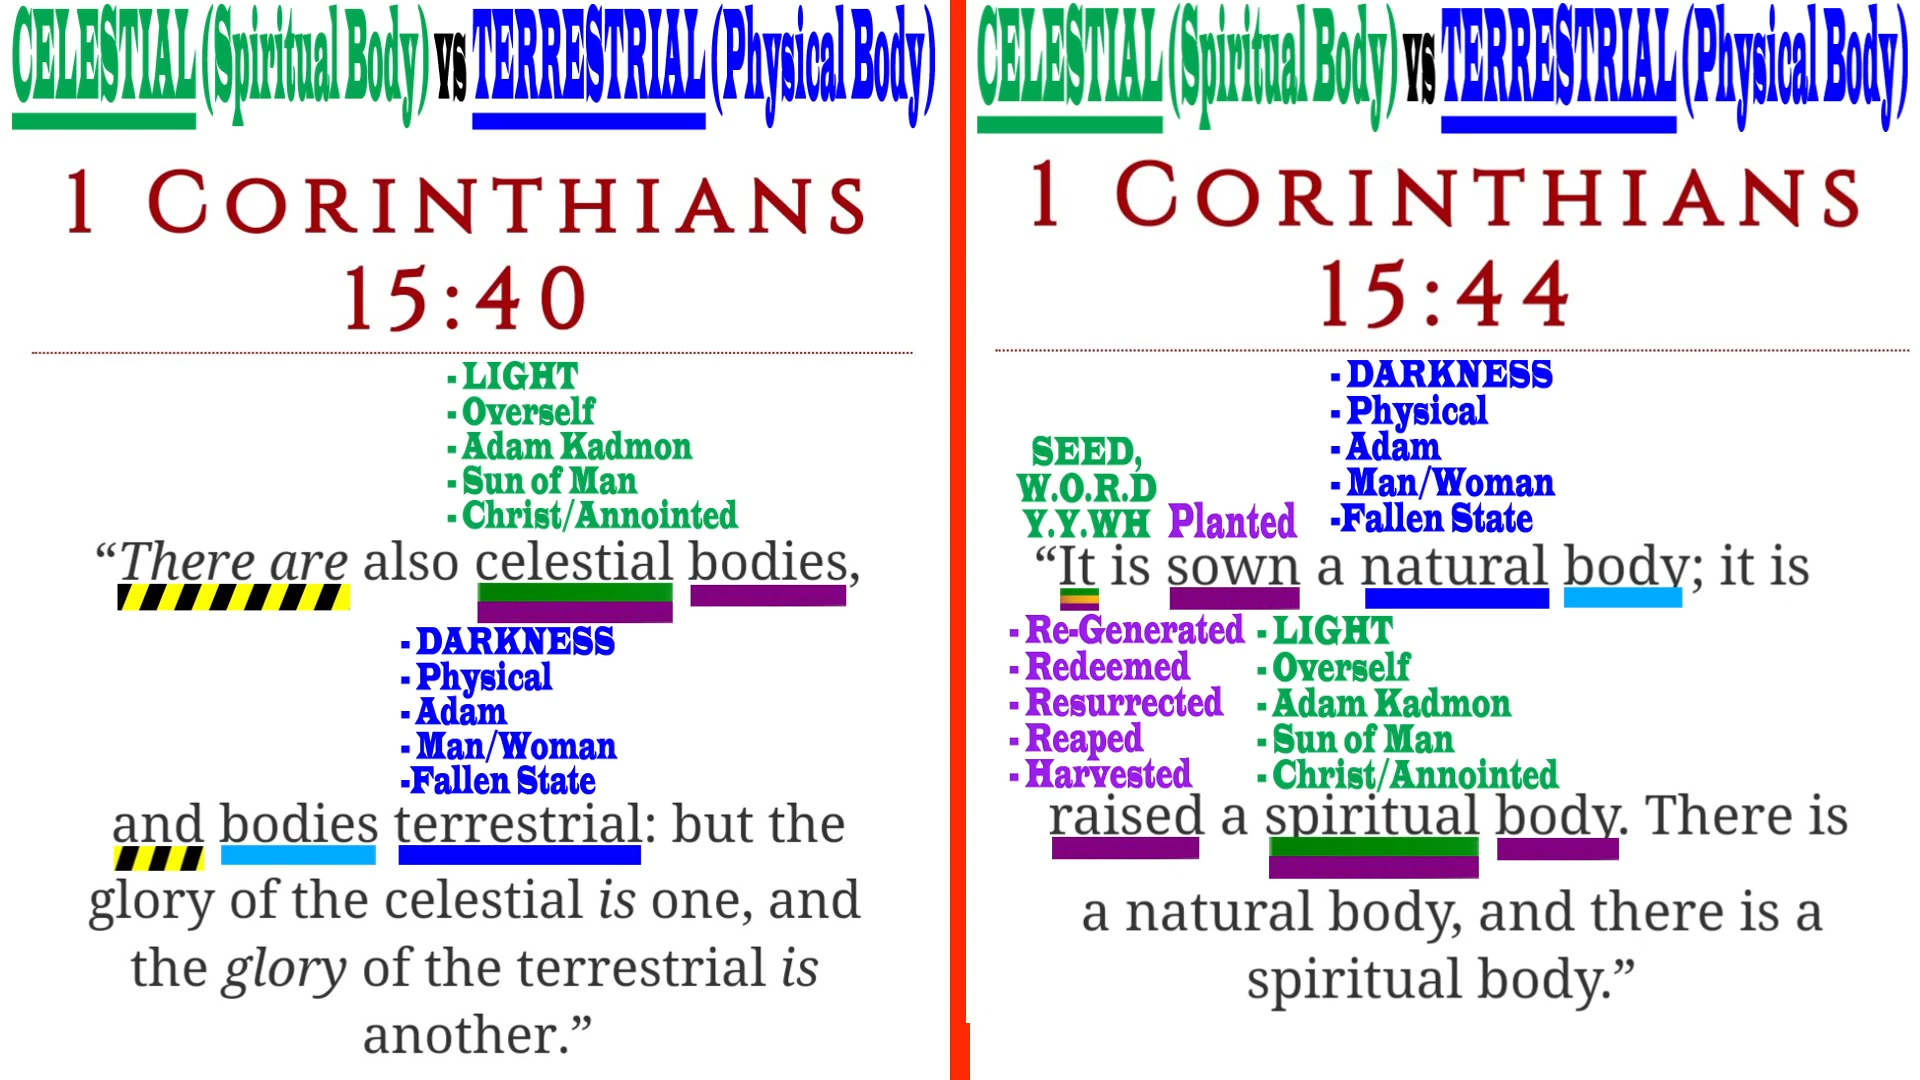 CELESTIAL (Spiritual Body) vs TERRESTRIAL (Physical Body)
1 CORINTHIANS
15:40
- LIGHT
- Overself
- Adam Kadmon
- Sun of Man
- Christ/Annointed
“There are also celestial bodies,
- DARKNESS
- Physical
- Adam
- Man/Woman
-Fallen State
and bodies terrestrial: but the
glory of the celestial is one, and
the glory of the terrestrial is
another.”
CELESTIAL (Spiritual Body) vs TERRESTRIAL (Physical Body)
1 CORINTHIANS
15:44
SEED,
W.O.R.D
Y.Y.WH
Planted
- DARKNESS
- Physical
- Adam
- Man/Woman
-Fallen State
“It is sown a natural body; it is
- Re-Generated
- Redeemed
- Resurrected
- Reaped
- Harvested
- LIGHT
- Overself
- Adam Kadmon
- Sun of Man
- Christ/Annointed
raised a spiritual body. There is
a natural body, and there is a
spiritual body.”